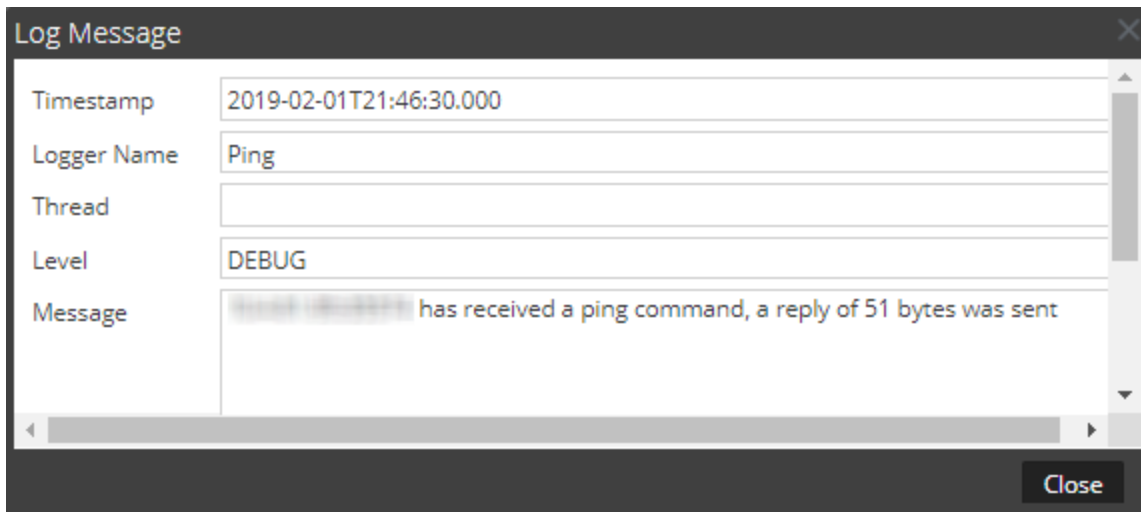 Log Message
Timestamp 2019-02-01T21:46:30.000
Logger Name Ping
Thread
Level DEBUG
Message has received a ping command, a reply of 51 bytes was sent
Close